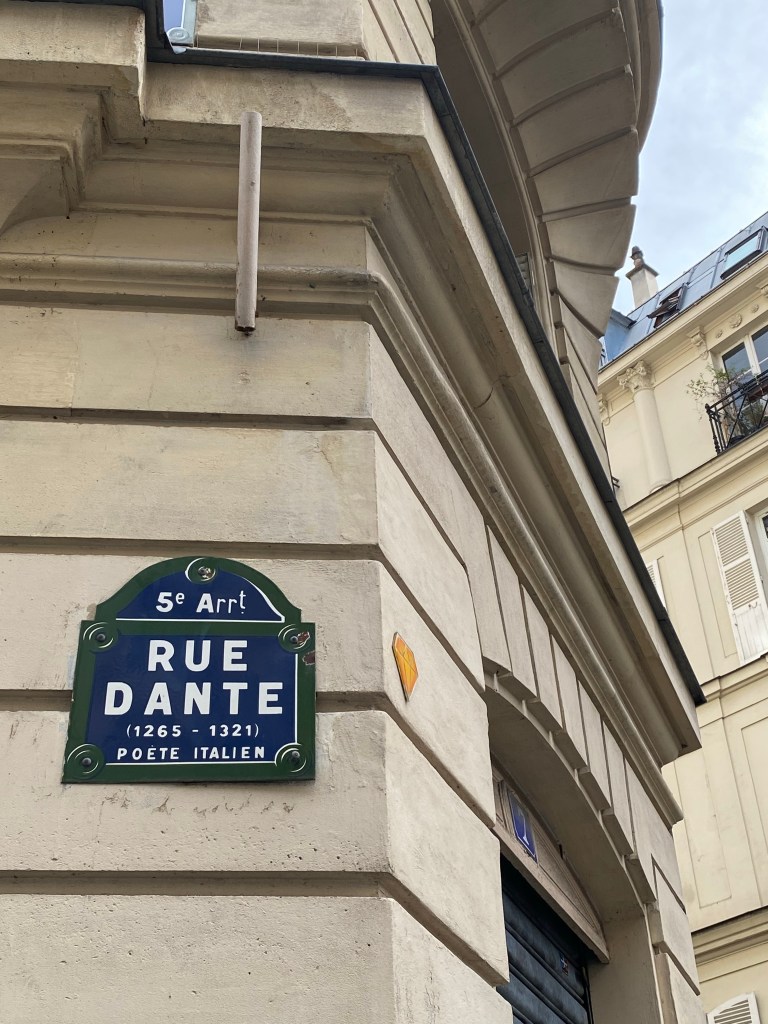 5e Arrt
RUE
DANTE
(1265 - 1321)
POÈTE ITALIEN